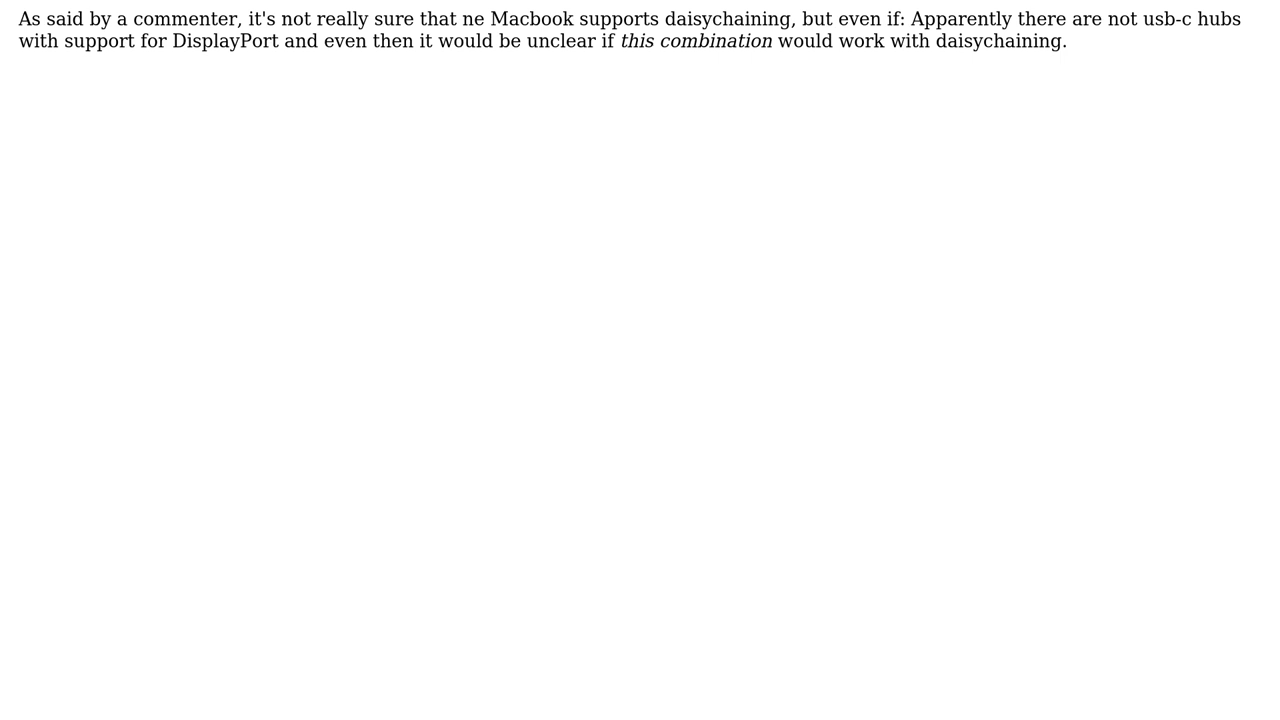 As said by a commenter, it's not really sure that ne Macbook supports daisychaining, but even if: Apparently there are not usb-c hubs
with support for DisplayPort and even then it would be unclear if this combination would work with daisychaining.